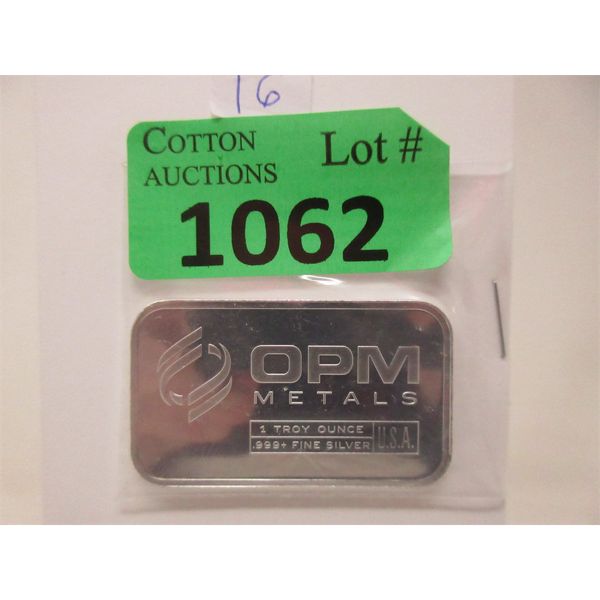 16
COTTON AUCTIONS
Lot #
1062
OPM
METALS
1 TROY OUNCE
.999+ FINE SILVER
U.S.A.